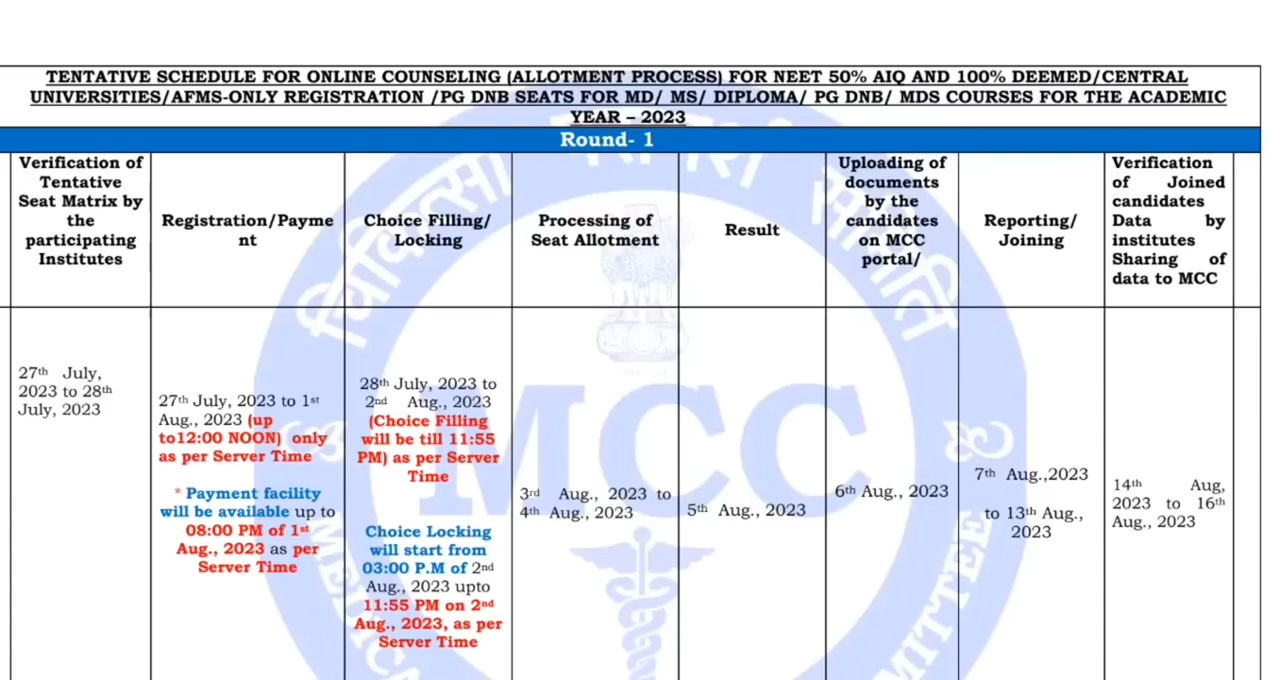 TENTATIVE SCHEDULE FOR ONLINE COUNSELING (ALLOTMENT PROCESS) FOR NEET 50% AIQ AND 100% DEEMED/CENTRAL
UNIVERSITIES/AFMS-ONLY REGISTRATION /PG DNB SEATS FOR MD/ MS/ DIPLOMA/ PG DNB/ MDS COURSES FOR THE ACADEMIC
YEAR – 2023
Round- 1
Verification of
Tentative
Seat Matrix by
the
participating
Institutes
Registration/Payme
nt
Choice Filling/
Locking
Processing of
Seat Allotment
Result
Uploading of
documents
by the
candidates
on MCC
portal/
Reporting/
Joining
Verification
of Joined
candidates
Data by
institutes
Sharing of
data to MCC
27th July,
2023 to 28th
July, 2023
27th July, 2023 to 1st
Aug., 2023 (up
to12:00 NOON) only
as per Server Time
* Payment facility
will be available up to
08:00 PM of 1st
Aug., 2023 as per
Server Time
28th July, 2023 to
2nd Aug., 2023
(Choice Filling
will be till 11:55
PM) as per Server
Time
Choice Locking
will start from
03:00 P.M of 2nd
Aug., 2023 upto
11:55 PM on 2nd
Aug., 2023, as per
Server Time
3rd Aug., 2023 to
4th Aug., 2023
5th Aug., 2023
6th Aug., 2023
7th Aug.,2023
to 13th Aug.,
2023
14th Aug,
2023 to 16th
Aug., 2023
MCC